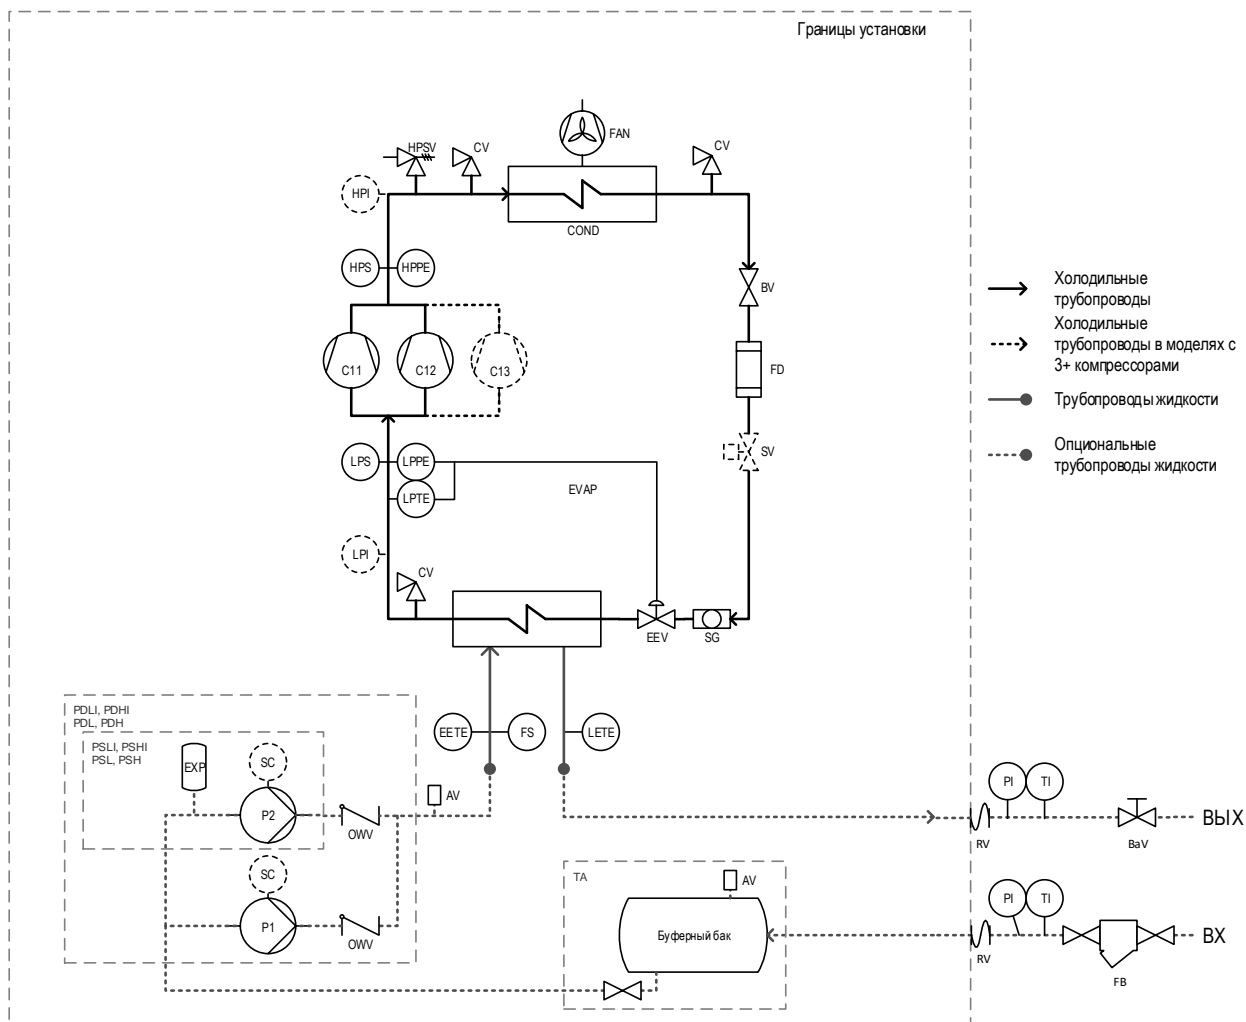 Границы установки
FAN
HPSV
CV
CV
HPI
COND
HPS
HPPE
BV
C11
C12
C13
FD
LPS
LPPE
SV
LPTE
EVAP
LPI
CV
EEV
SG
Холодильные
трубопроводы
Холодильные
трубопроводы в моделях с
3+ компрессорами
Трубопроводы жидкости
Опциональные
трубопроводы жидкости
PDLI, PDHI
PDL, PDH
PSLI, PSHI
PSL, PSH
EETE
FS
LETE
EXP
SC
AV
P2
OWV
PI
TI
RV
BaV
ВЫХ
SC
P1
OWV
TA
AV
Буферный бак
PI
TI
RV
FB
ВХ